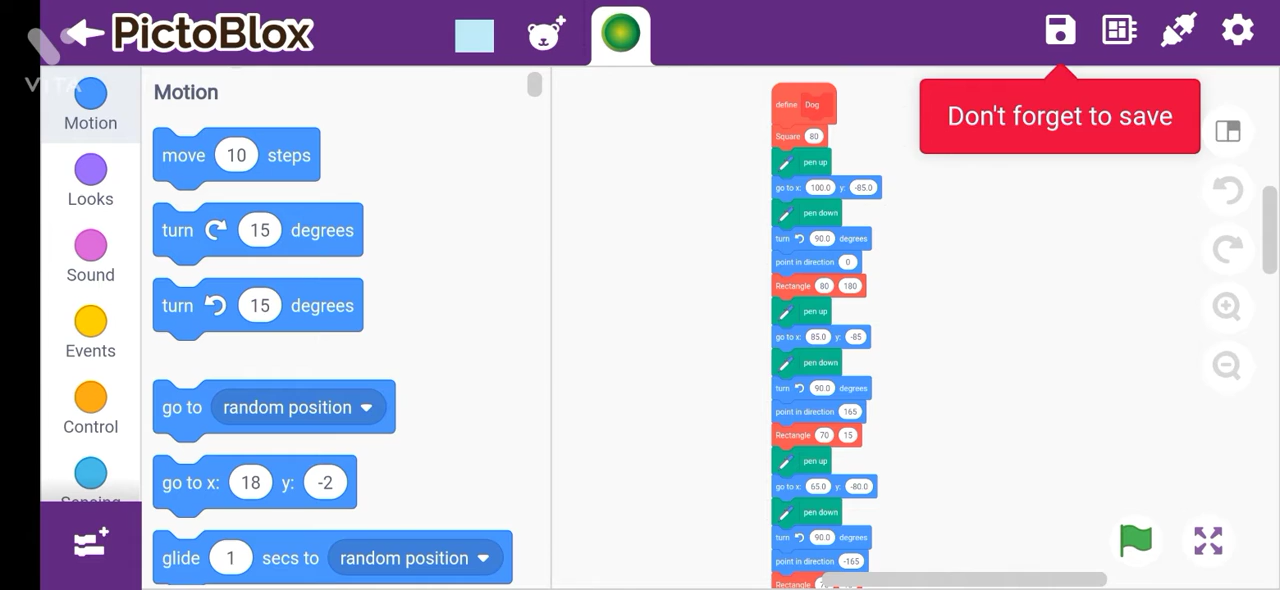 PictoBlox
VITA
Don't forget to save
Motion
Looks
Sound
Events
Control
Sensing
Motion
move 10 steps
turn 15 degrees
turn 15 degrees
go to random position
go to x: 18 y: -2
glide 1 secs to random position
define Dog
Square 80
pen up
go to x: 100.0 y: -85.0
pen down
turn 90.0 degrees
point in direction 0
Rectangle 80 180
pen up
go to x: 85.0 y: -85
pen down
turn 90.0 degrees
point in direction 165
Rectangle 70 15
pen up
go to x: 65.0 y: -80.0
pen down
turn 90.0 degrees
point in direction -165
Rectangle